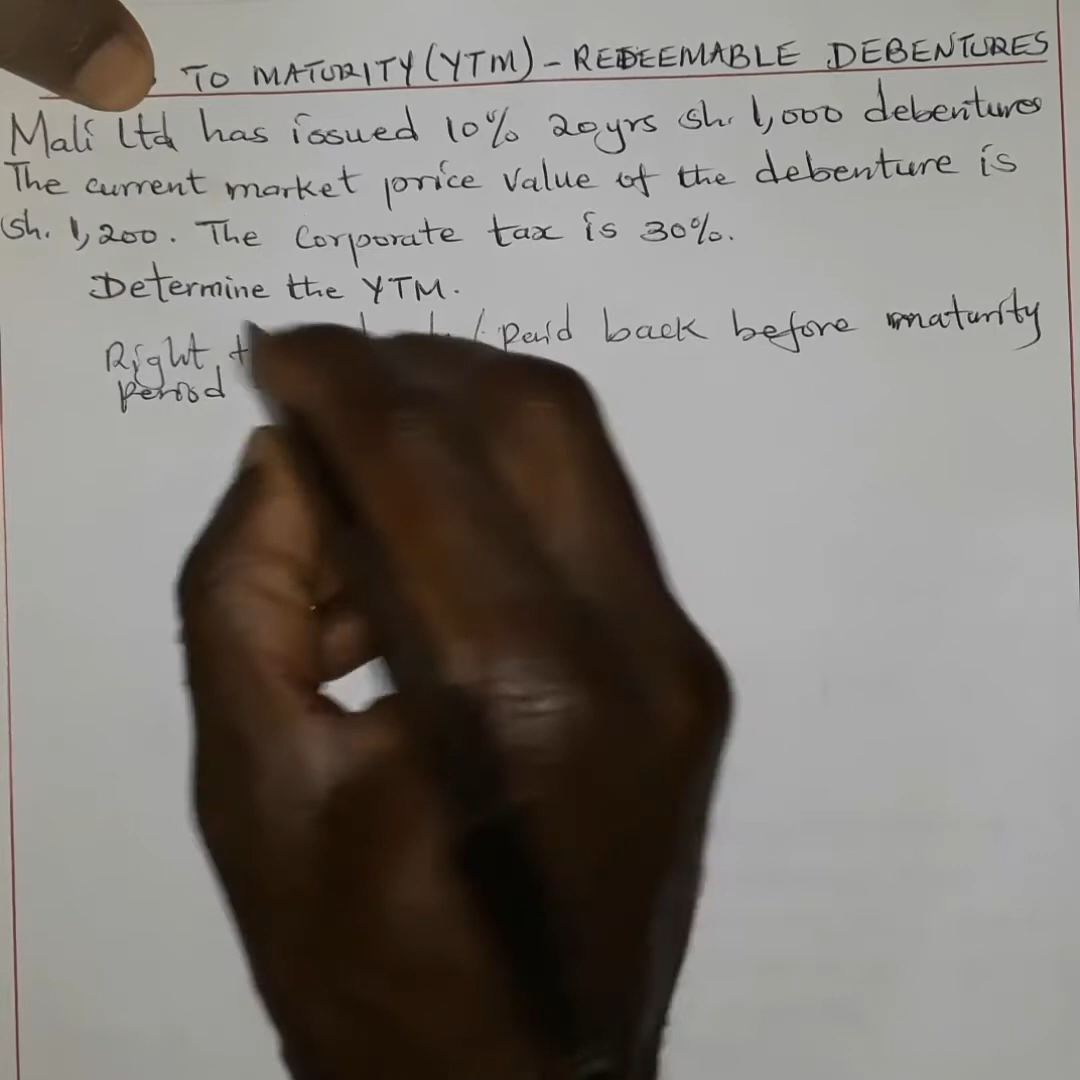 TO MATURITY (YTM) - REDEEMABLE DEBENTURES
Mali Ltd has issued 10% 20yrs sh. 1,000 debentures
The current market price value of the debenture is
sh. 1,200. The Corporate tax is 30%.
Determine the YTM.
Right / paid back before maturity
period